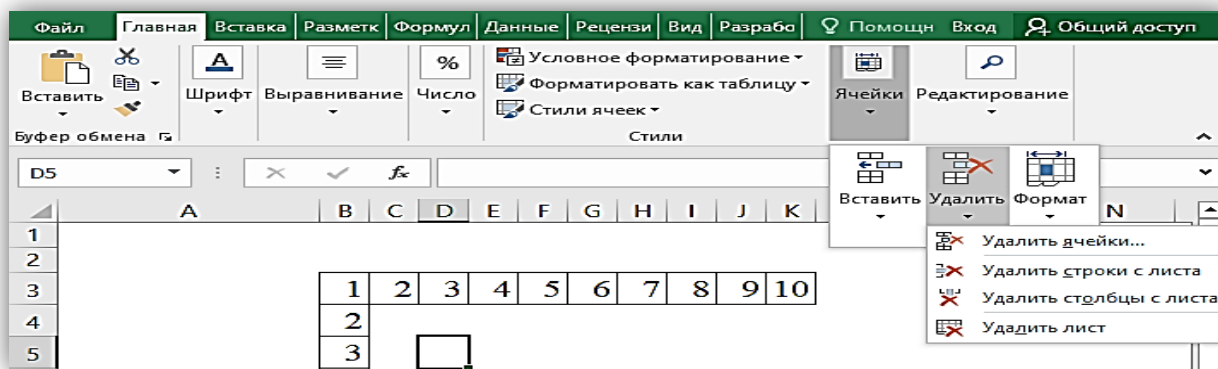 Файл Главная Вставка Разметк Формул Данные Рецензи Вид Разрабо Помощн Вход Общий доступ
Вставить Шрифт Выравнивание % Число Условное форматирование Ячейки Редактирование
Форматировать как таблицу
Стили ячеек
Буфер обмена Стили
D5 fx
Вставить Удалить Формат
A B C D E F G H I J K N
1
2
3 1 2 3 4 5 6 7 8 9 10
4 2
5 3
Удалить ячейки...
Удалить строки с листа
Удалить столбцы с листа
Удалить лист